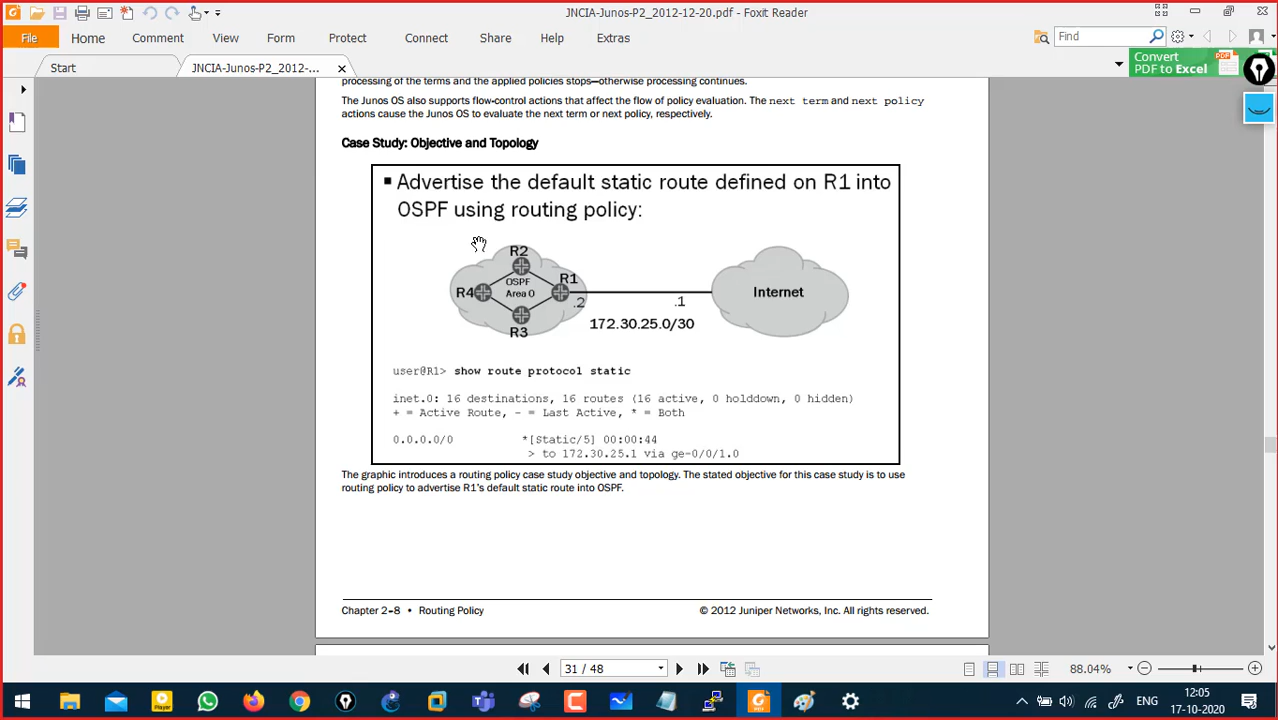 JNCIA-Junos-P2_2012-12-20.pdf - Foxit Reader
File Home Comment View Form Protect Connect Share Help Extras Find
Start JNCIA-Junos-P2_2012-...
Convert
PDF to Excel
processing of the terms and the applied policies stops—otherwise processing continues.
The Junos OS also supports flow-control actions that affect the flow of policy evaluation. The next term and next policy
actions cause the Junos OS to evaluate the next term or next policy, respectively.
Case Study: Objective and Topology
■ Advertise the default static route defined on R1 into
OSPF using routing policy:
R2
OSPF
Area 0
R1
R4
R3
.2
.1
172.30.25.0/30
Internet
user@R1> show route protocol static
inet.0: 16 destinations, 16 routes (16 active, 0 holddown, 0 hidden)
+ = Active Route, - = Last Active, * = Both
0.0.0.0/0 *[Static/5] 00:00:44
> to 172.30.25.1 via ge-0/0/1.0
The graphic introduces a routing policy case study objective and topology. The stated objective for this case study is to use
routing policy to advertise R1's default static route into OSPF.
Chapter 2–8 • Routing Policy © 2012 Juniper Networks, Inc. All rights reserved.
31 / 48
88.04%
Player
PDF
ENG
12:05
17-10-2020